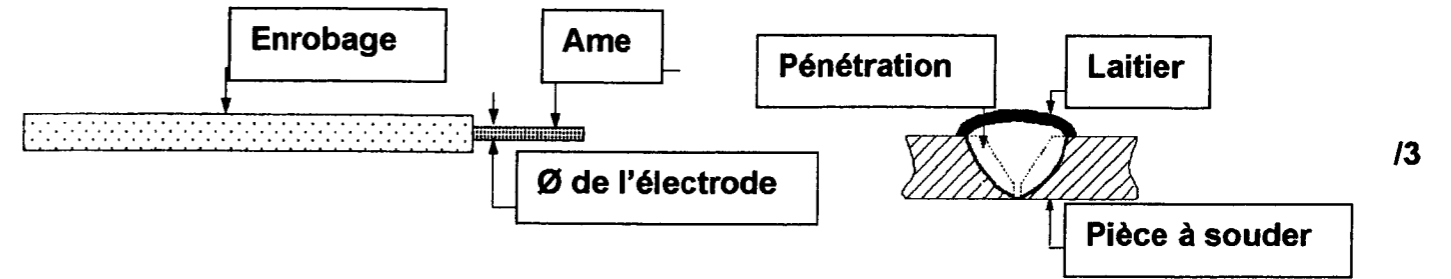 Enrobage
Ame
Pénétration
Laitier
/3
Ø de l'électrode
Pièce à souder